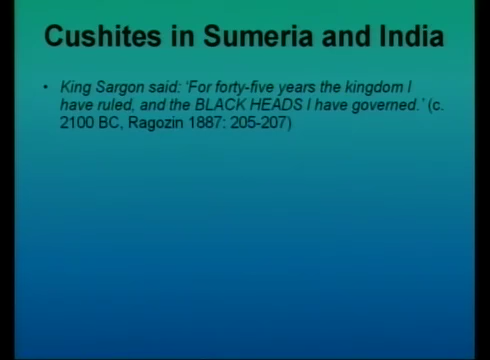 Cushites in Sumeria and India
• King Sargon said: ‘For forty-five years the kingdom I
have ruled, and the BLACK HEADS I have governed.’ (c.
2100 BC, Ragozin 1887: 205-207)